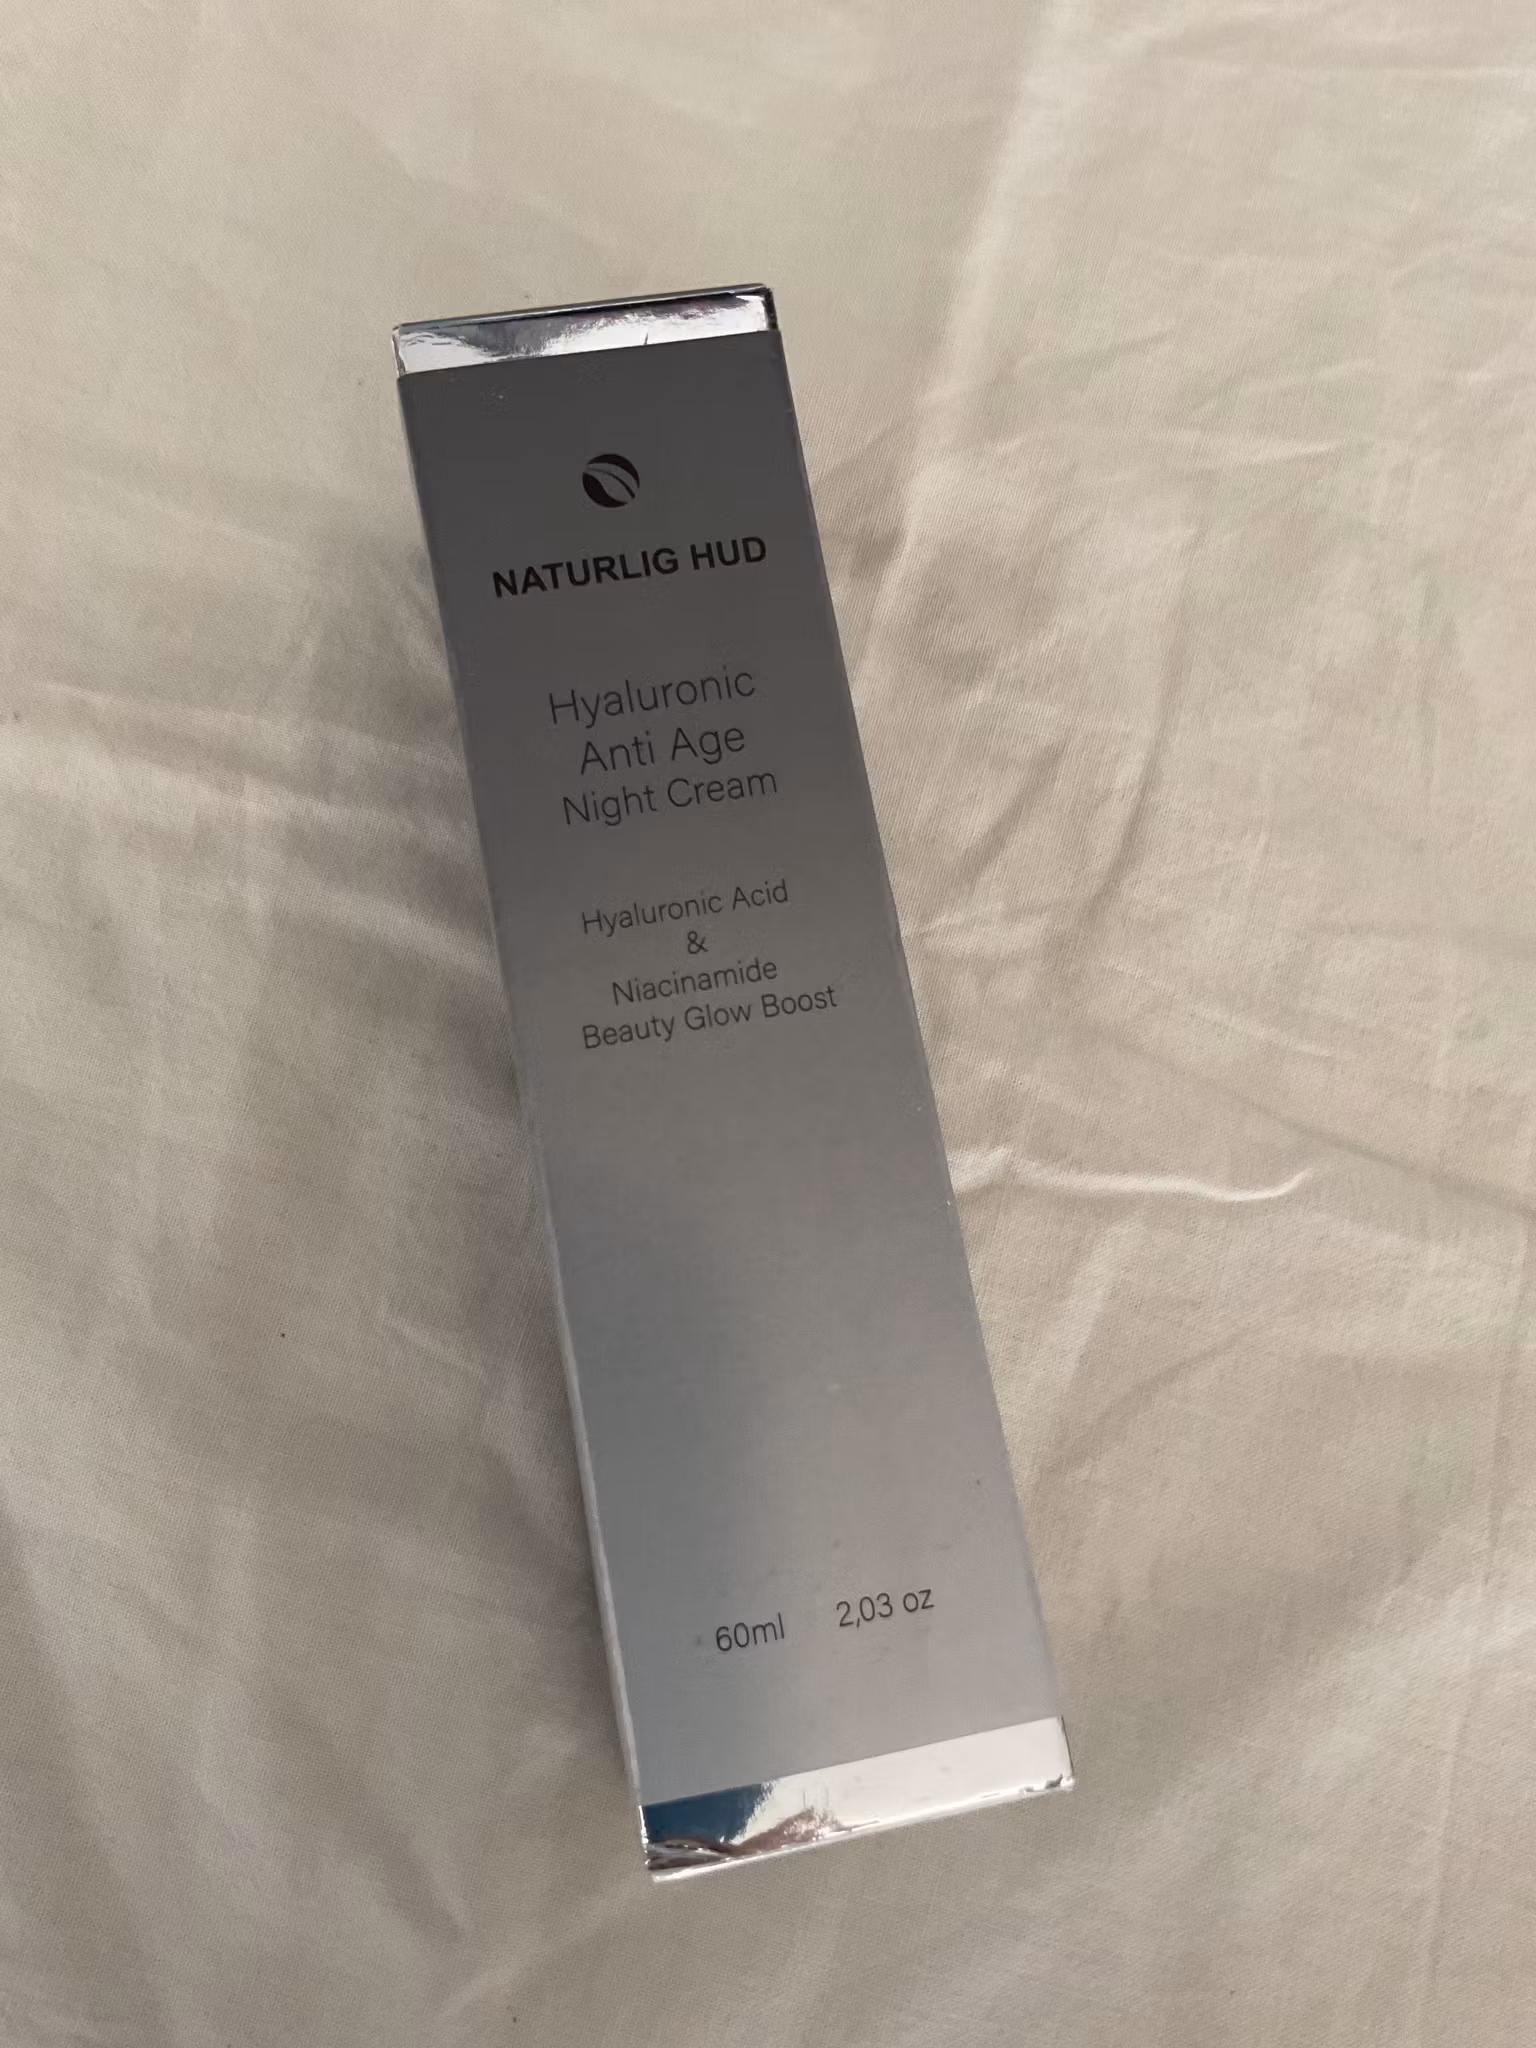 NATURLIG HUD
Hyaluronic
Anti Age
Night Cream
Hyaluronic Acid
&
Niacinamide
Beauty Glow Boost
60ml 2,03 oz